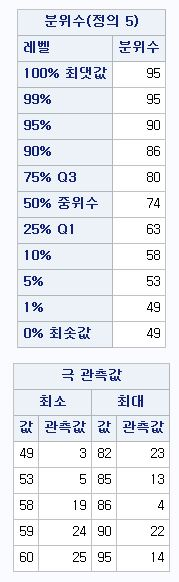 분위수(정의 5)
레벨 분위수
100% 최댓값 95
99% 95
95% 90
90% 86
75% Q3 80
50% 중위수 74
25% Q1 63
10% 58
5% 53
1% 49
0% 최솟값 49
극 관측값
최소 최대
값 관측값 값 관측값
49 3 82 23
53 5 85 13
58 19 86 4
59 24 90 22
60 25 95 14